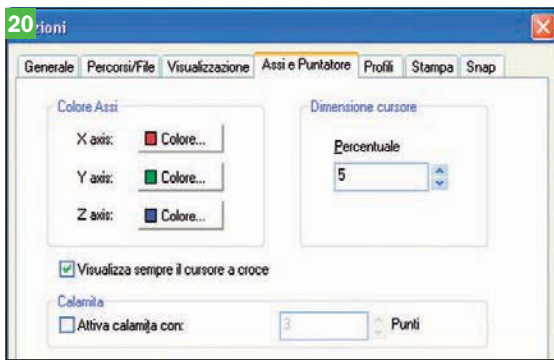 20
zioni
Generale Percorsi/File Visualizzazione Assi e Puntatore Profili Stampa Snap
Colore Assi
X axis: Colore...
Y axis: Colore...
Z axis: Colore...
Dimensione cursore
Percentuale
5
Visualizza sempre il cursore a croce
Calamita
Attiva calamita con: 3 Punti